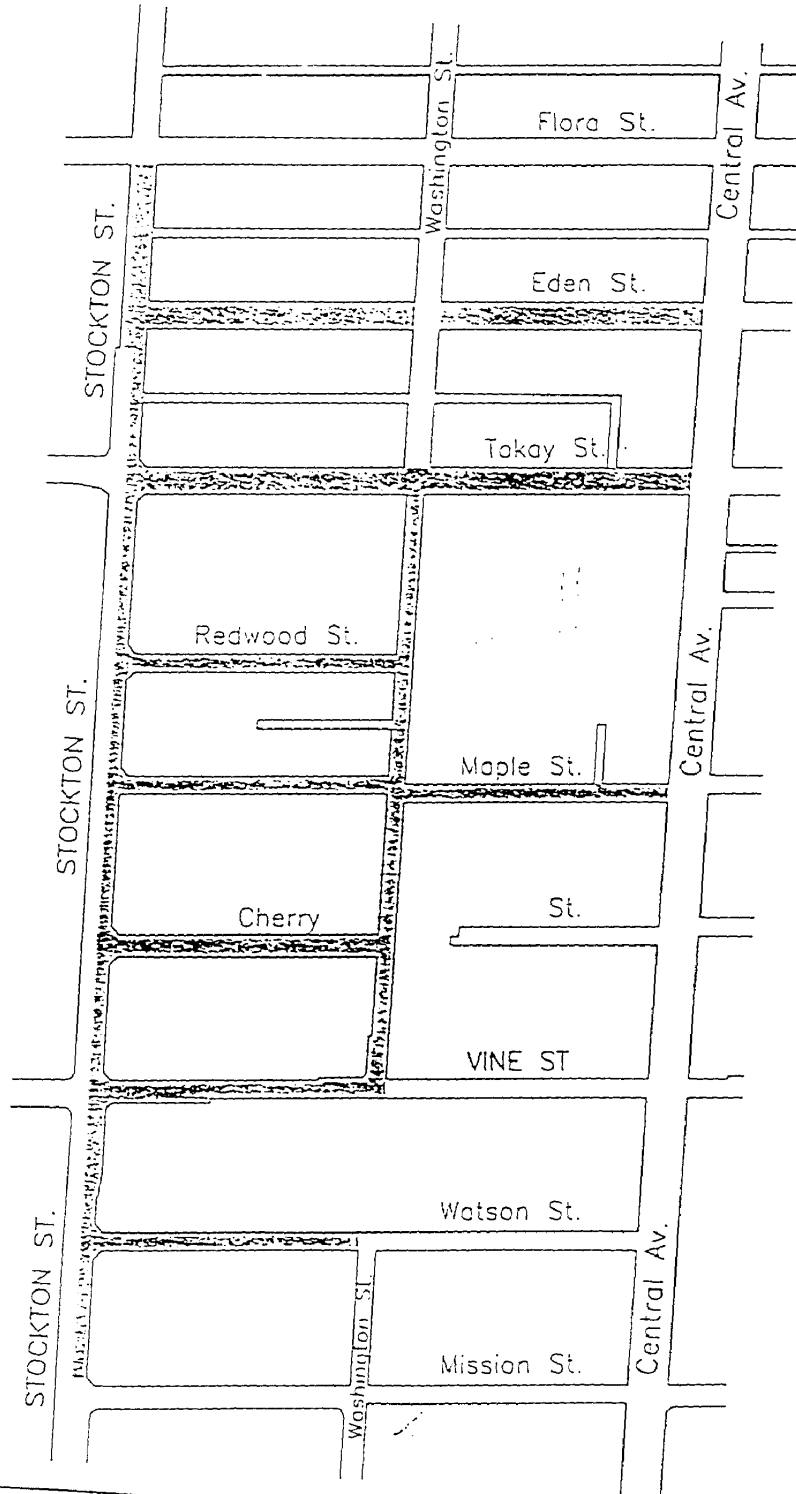 Washington St.
Flora St.
Central Av.
STOCKTON ST.
Eden St.
Tokay St.
Redwood St.
STOCKTON ST.
Maple St.
Central Av.
Cherry St.
VINE ST
Watson St.
STOCKTON ST.
Washington St.
Central Av.
Mission St.